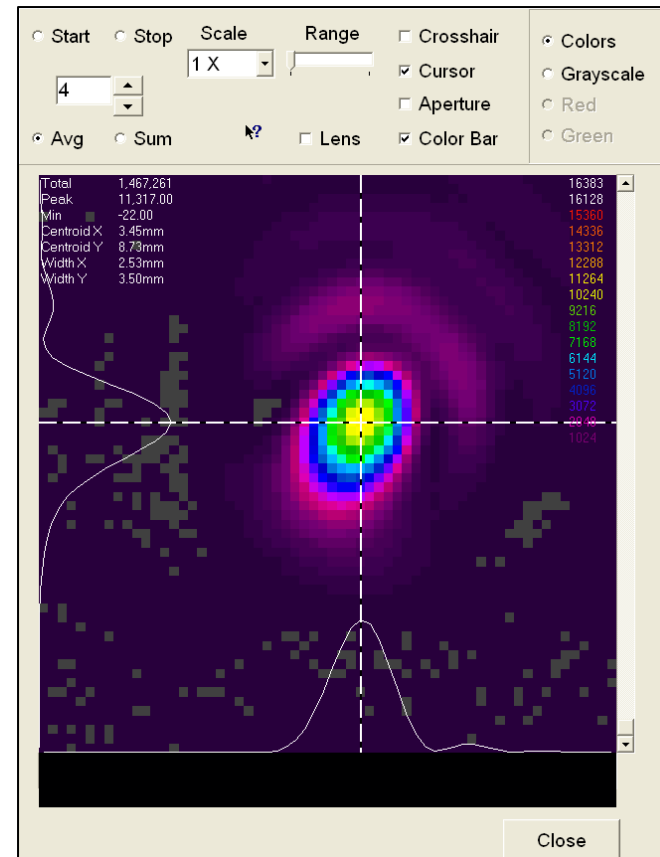 Start Stop Scale Range Crosshair Colors
1 X Cursor Grayscale
4 Aperture Red
Avg Sum ? Lens Color Bar Green
Total 1,467,261
Peak 11,317.00
Min -22.00
Centroid X 3.45mm
Centroid Y 8.73mm
Width X 2.53mm
Width Y 3.50mm
16383
16128
15360
14336
13312
12288
11264
10240
9216
8192
7168
6144
5120
4096
3072
2048
1024
Close